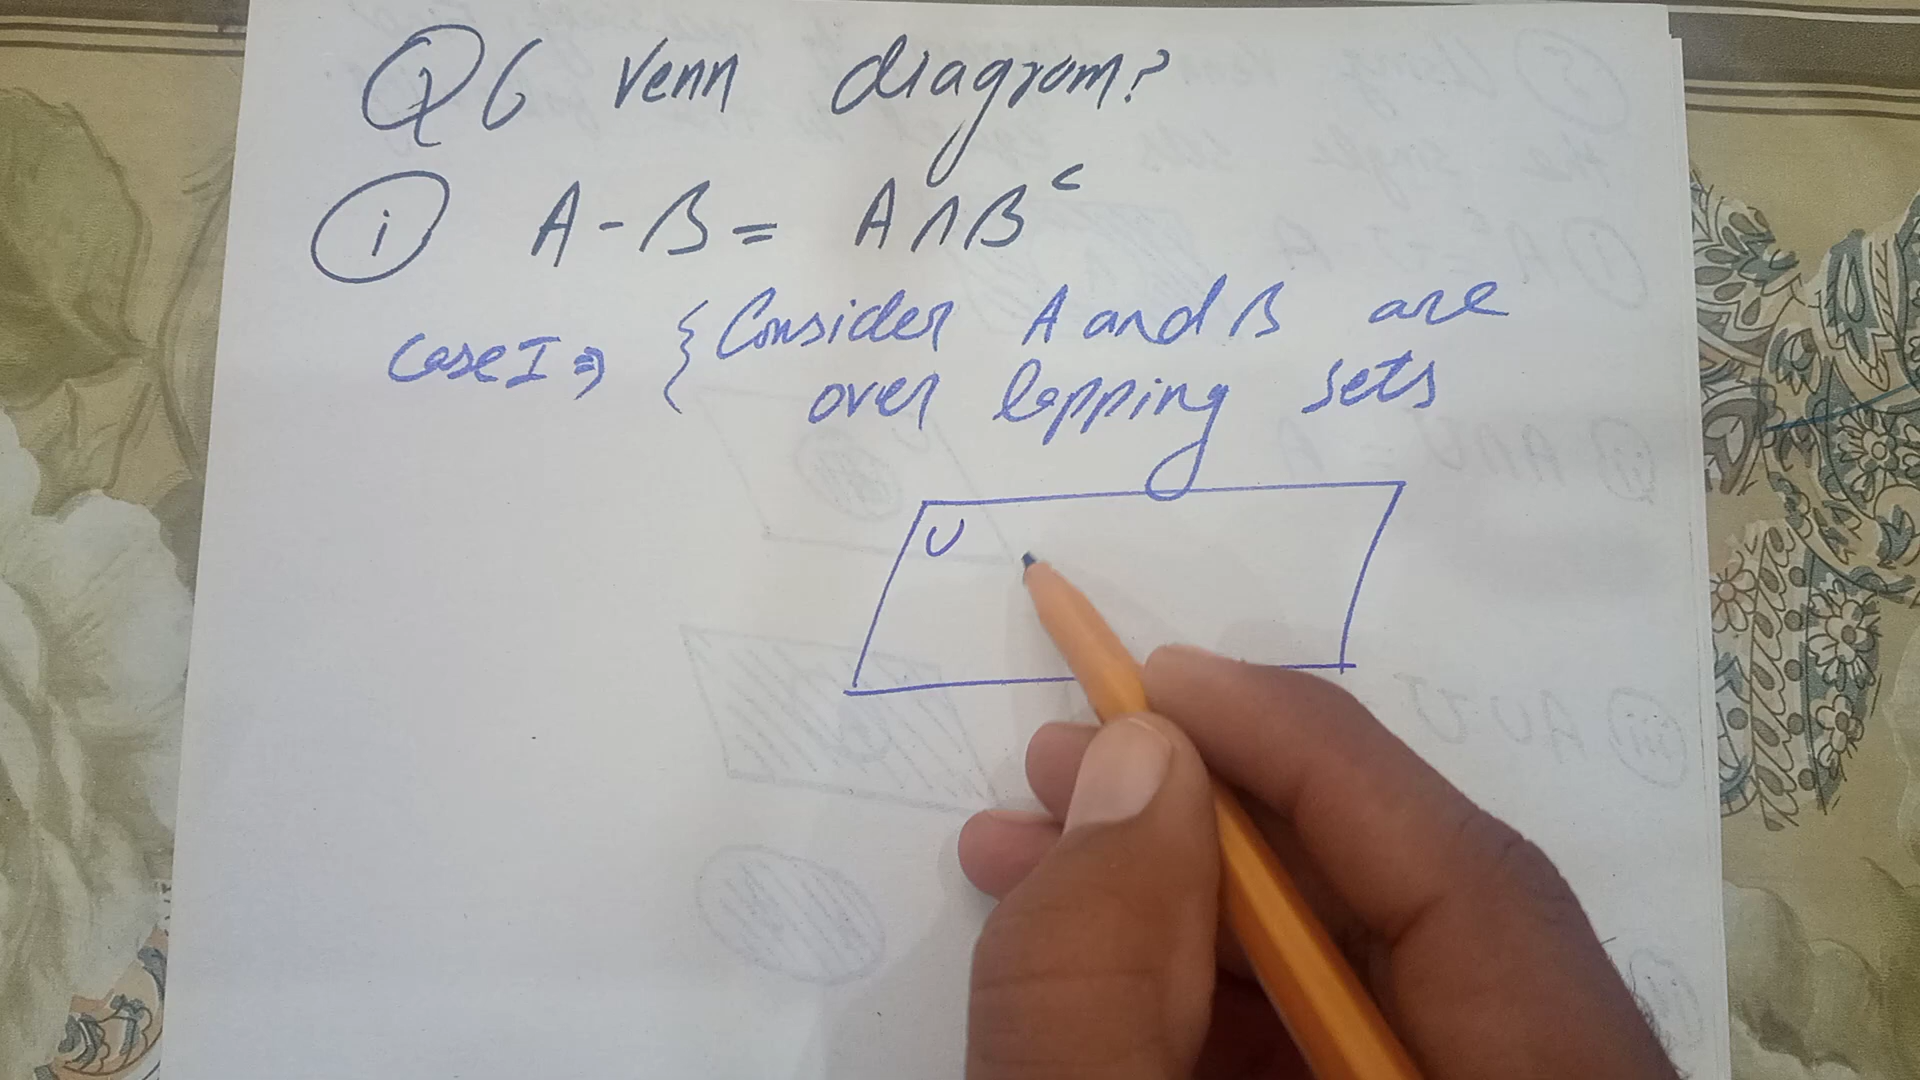 Q6 Venn diagram?
i A - B = A ∩ B^c
Case I ⇒ { Consider A and B are
over lapping sets
U